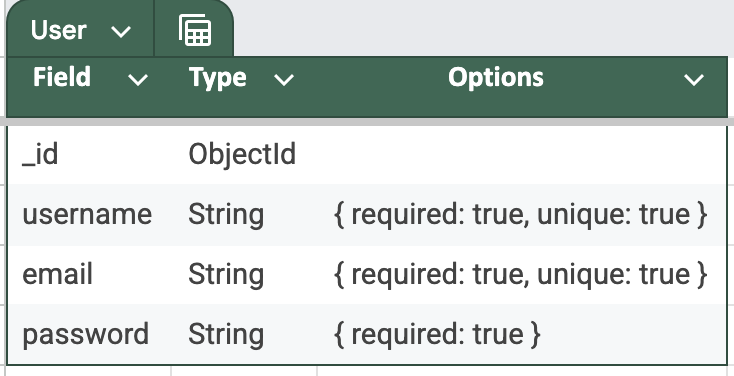 User
Field Type Options
_id ObjectId
username String { required: true, unique: true }
email String { required: true, unique: true }
password String { required: true }